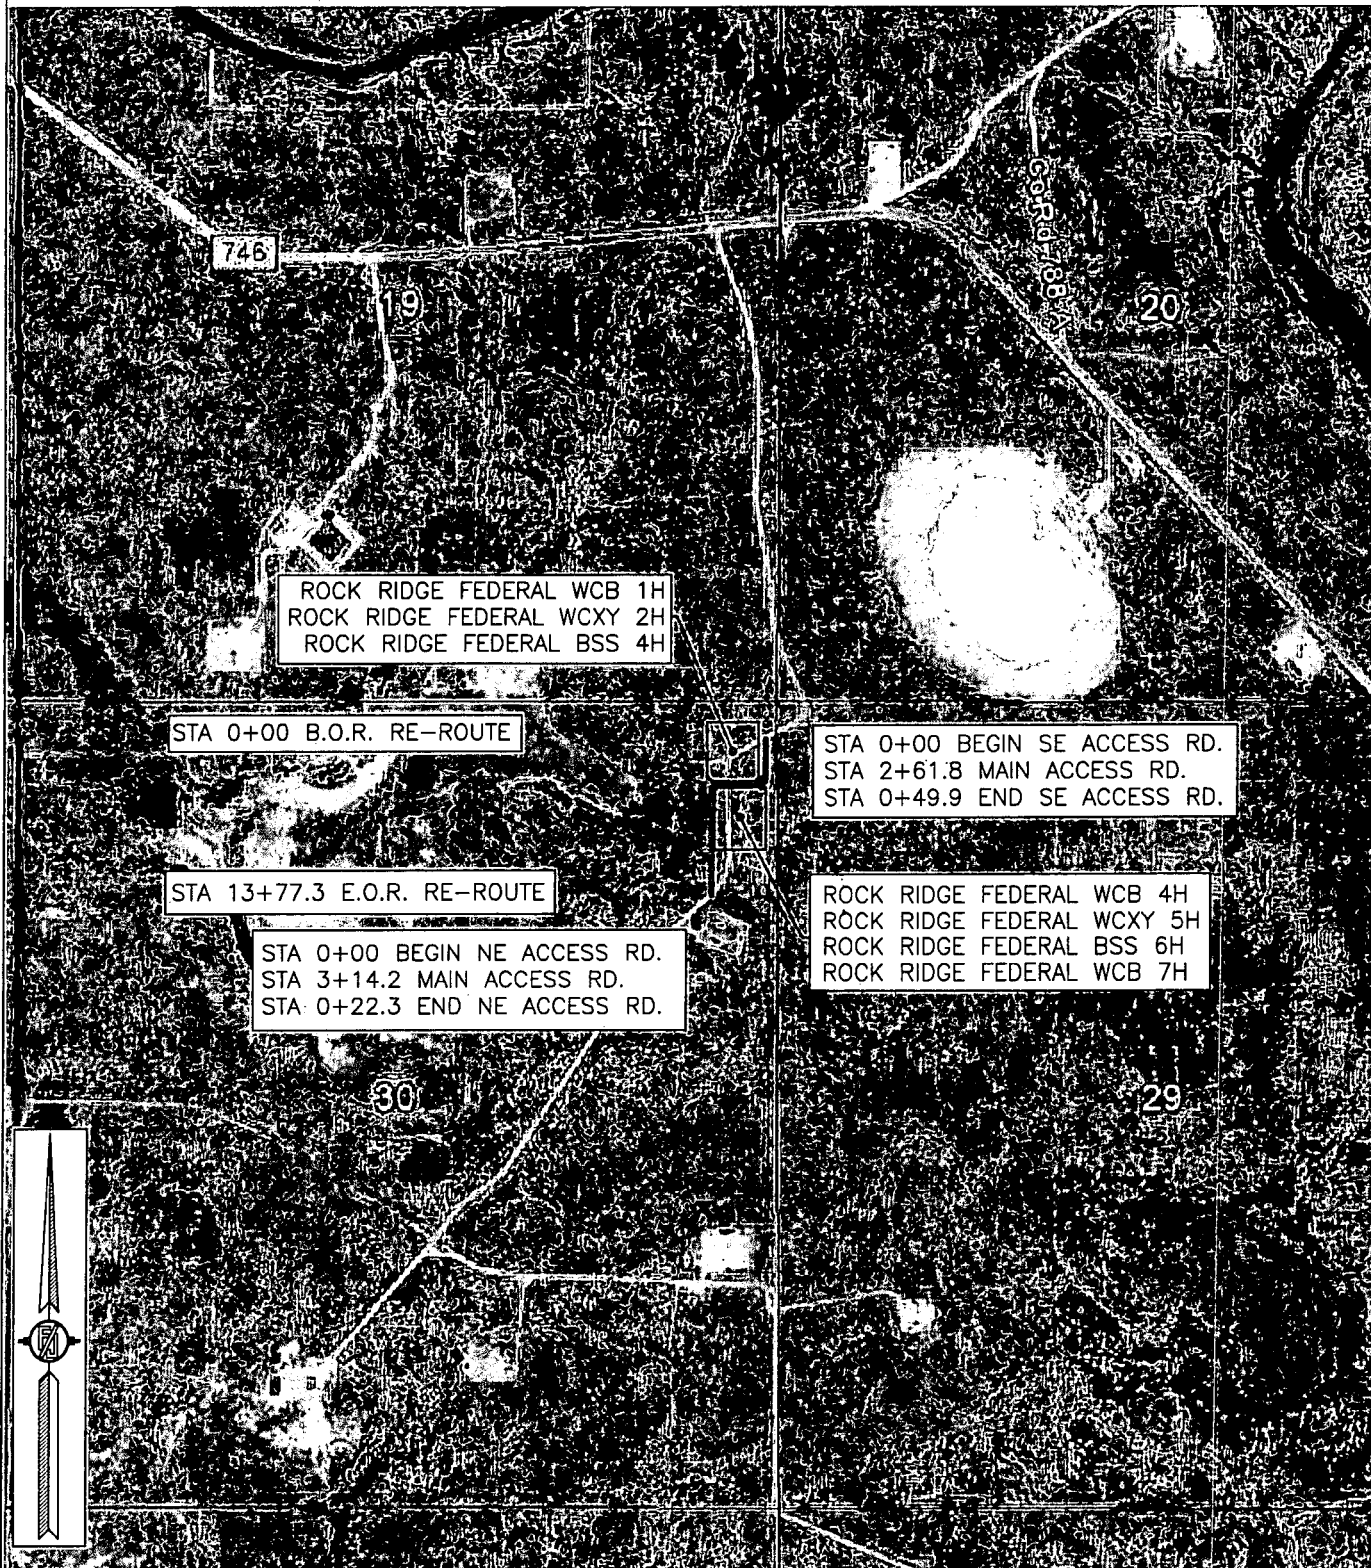 746
19
Co Rd 788 A
20
ROCK RIDGE FEDERAL WCB 1H
ROCK RIDGE FEDERAL WCXY 2H
ROCK RIDGE FEDERAL BSS 4H
STA 0+00 B.O.R. RE-ROUTE
STA 0+00 BEGIN SE ACCESS RD.
STA 2+61.8 MAIN ACCESS RD.
STA 0+49.9 END SE ACCESS RD.
STA 13+77.3 E.O.R. RE-ROUTE
ROCK RIDGE FEDERAL WCB 4H
ROCK RIDGE FEDERAL WCXY 5H
ROCK RIDGE FEDERAL BSS 6H
ROCK RIDGE FEDERAL WCB 7H
STA 0+00 BEGIN NE ACCESS RD.
STA 3+14.2 MAIN ACCESS RD.
STA 0+22.3 END NE ACCESS RD.
30
29